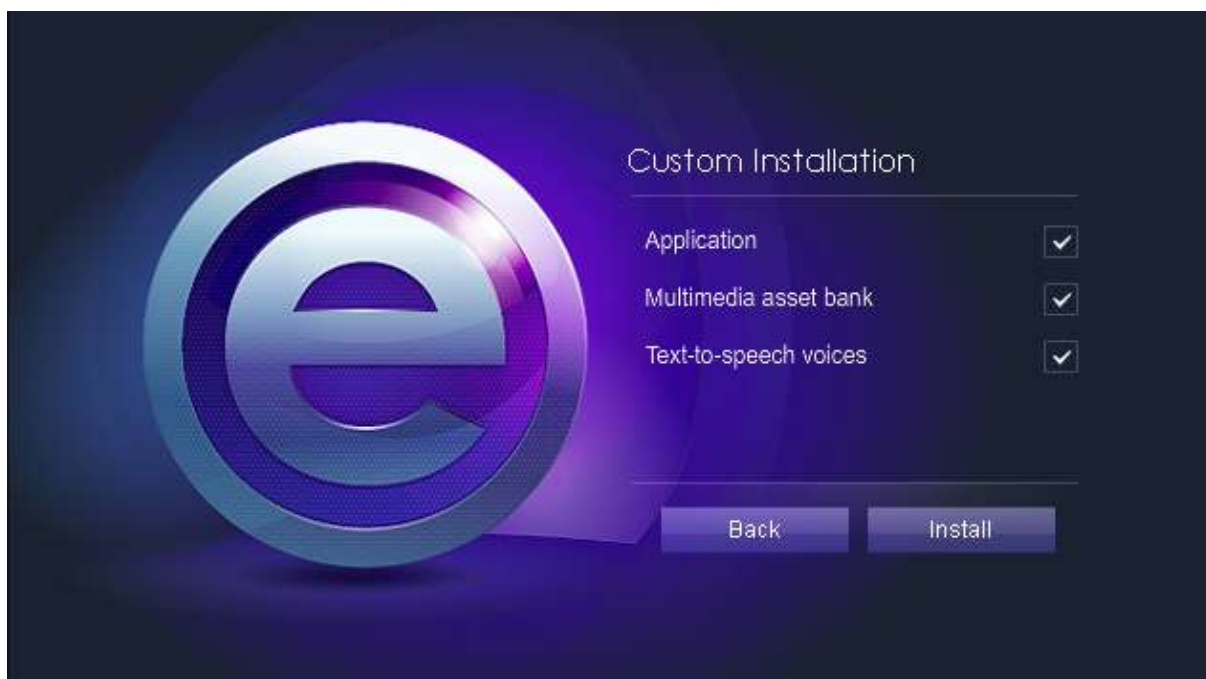 e
Custom Installation
Application
Multimedia asset bank
Text-to-speech voices
Back
Install